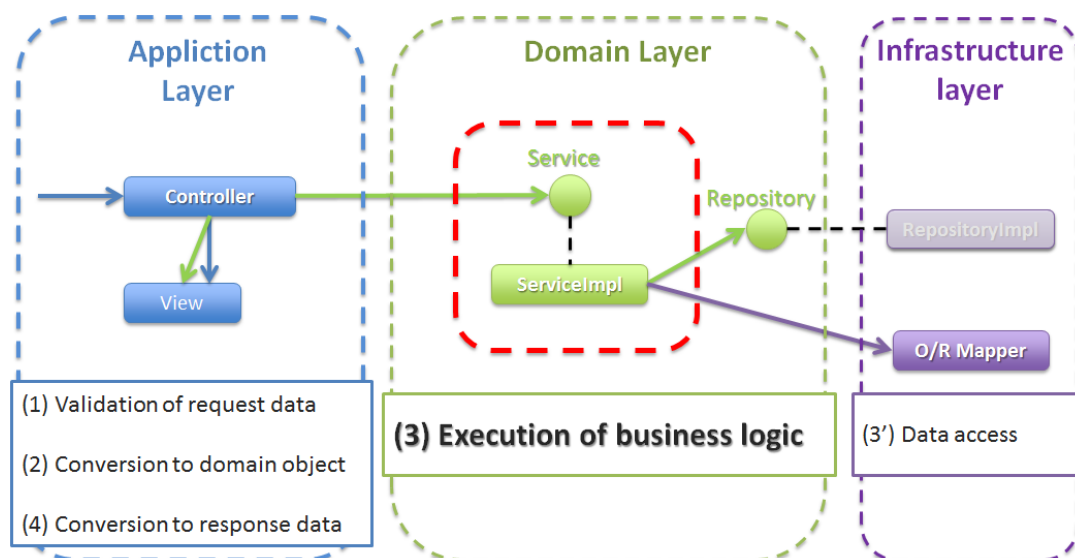 Appliction
Layer
Domain Layer
Infrastructure
layer
Service
Controller
Repository
RepositoryImpl
ServiceImpl
View
O/R Mapper
(1) Validation of request data
(2) Conversion to domain object
(4) Conversion to response data
(3) Execution of business logic
(3’) Data access